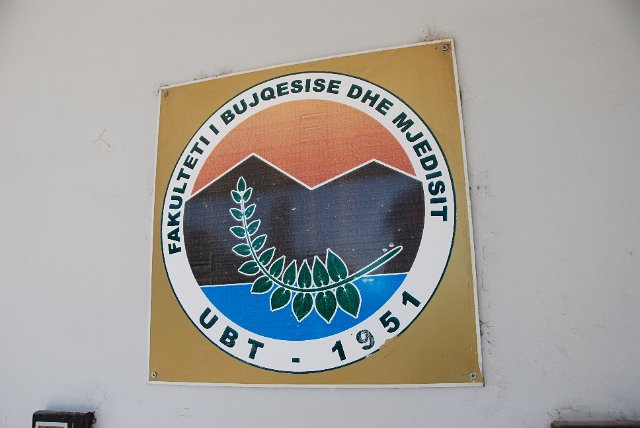 FAKULTETI I BUJQESISE DHE MJEDISIT
UBT - 1951